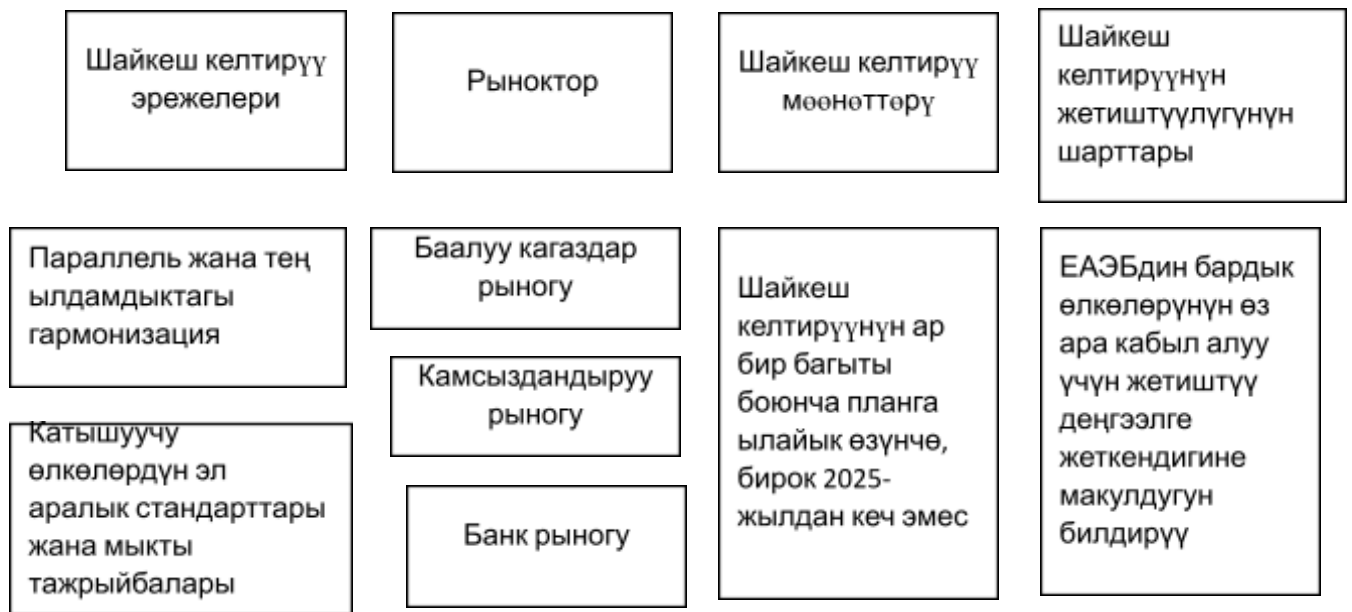 Шайкеш келтирүү
эрежелери
Рыноктор
Шайкеш келтирүү
мөөнөттөрү
Шайкеш
келтирүүнүн
жетиштүүлүгүнүн
шарттары
Параллель жана тең
ылдамдыктагы
гармонизация
Катышуучу
өлкөлөрдүн эл
аралык стандарттары
жана мыкты
тажрыйбалары
Баалуу кагаздар
рыногу
Камсыздандыруу
рыногу
Банк рыногу
Шайкеш
келтирүүнүн ар
бир багыты
боюнча планга
ылайык өзүнчө,
бирок 2025-
жылдан кеч эмес
ЕАЭБдин бардык
өлкөлөрүнүн өз
ара кабыл алуу
үчүн жетиштүү
деңгээлге
жеткендигине
макулдугун
билдирүү